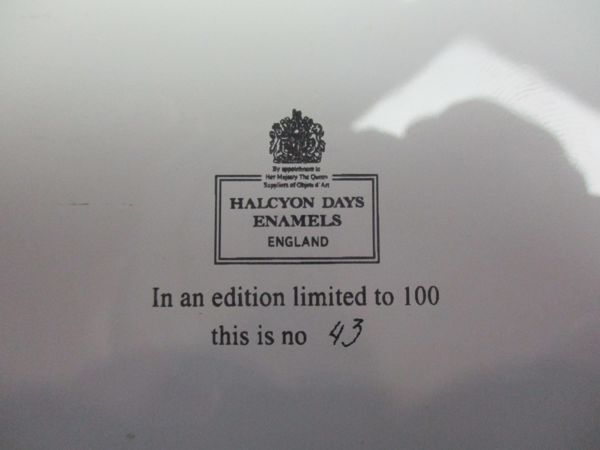 By appointment to
Her Majesty The Queen
Suppliers of Objets d'Art
HALCYON DAYS
ENAMELS
ENGLAND
In an edition limited to 100
this is no 43